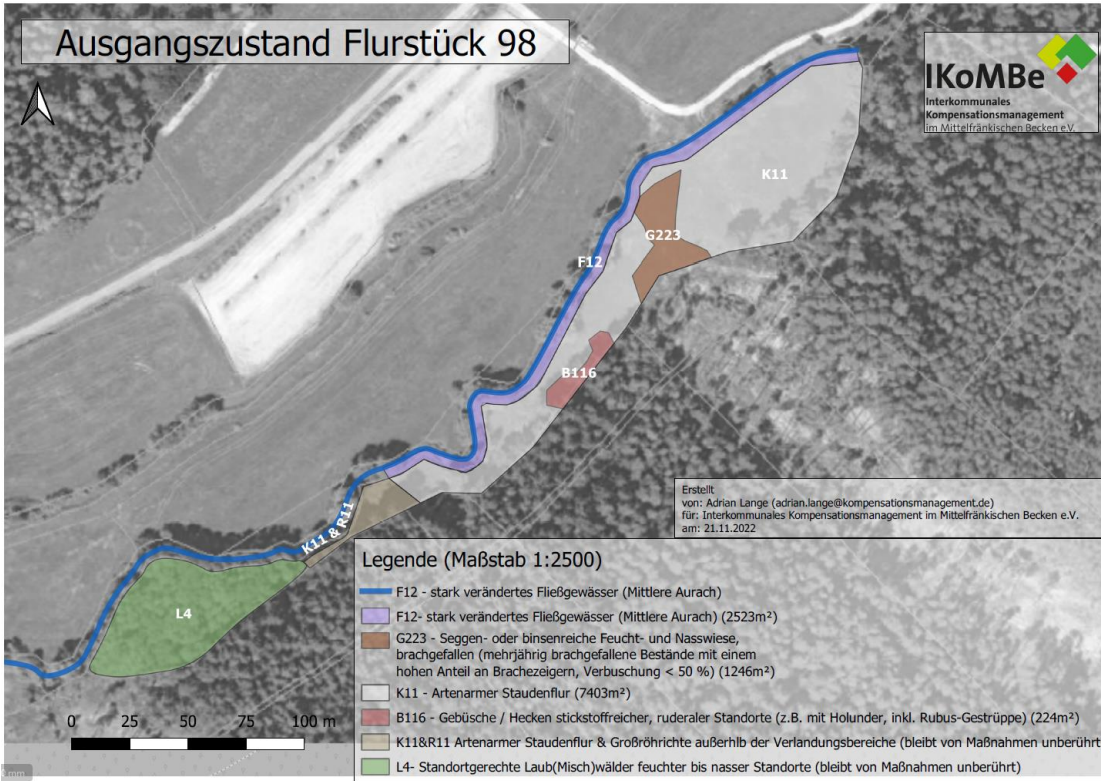 Ausgangszustand Flurstück 98
IKoMBe
Interkommunales
Kompensationsmanagement
im Mittelfränkischen Becken e.V.
K11
G223
F12
B116
K11 & R11
L4
Erstellt
von: Adrian Lange (adrian.lange@kompensationsmanagement.de)
für: Interkommunales Kompensationsmanagement im Mittelfränkischen Becken e.V.
am: 21.11.2022
Legende (Maßstab 1:2500)
F12 - stark verändertes Fließgewässer (Mittlere Aurach)
F12- stark verändertes Fließgewässer (Mittlere Aurach) (2523m²)
G223 - Seggen- oder binsenreiche Feucht- und Nasswiese,
brachgefallen (mehrjährig brachgefallene Bestände mit einem
hohen Anteil an Brachezeigern, Verbuschung < 50 %) (1246m²)
K11 - Artenarmer Staudenflur (7403m²)
B116 - Gebüsche / Hecken stickstoffreicher, ruderaler Standorte (z.B. mit Holunder, inkl. Rubus-Gestrüppe) (224m²)
K11&R11 Artenarmer Staudenflur & Großröhrichte außerhlb der Verlandungsbereiche (bleibt von Maßnahmen unberührt
L4- Standortgerechte Laub(Misch)wälder feuchter bis nasser Standorte (bleibt von Maßnahmen unberührt)
0 25 50 75 100 m
mm